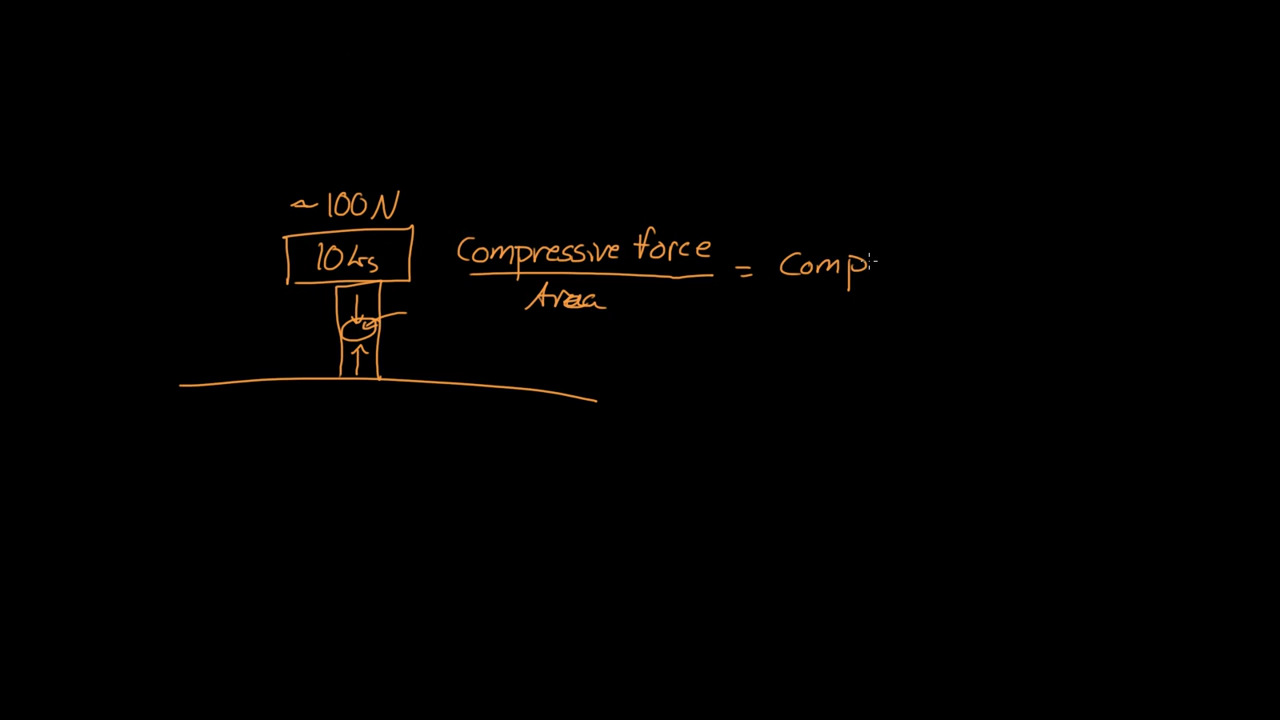 ~100N
10kgs
Compressive force
Area
= Comp